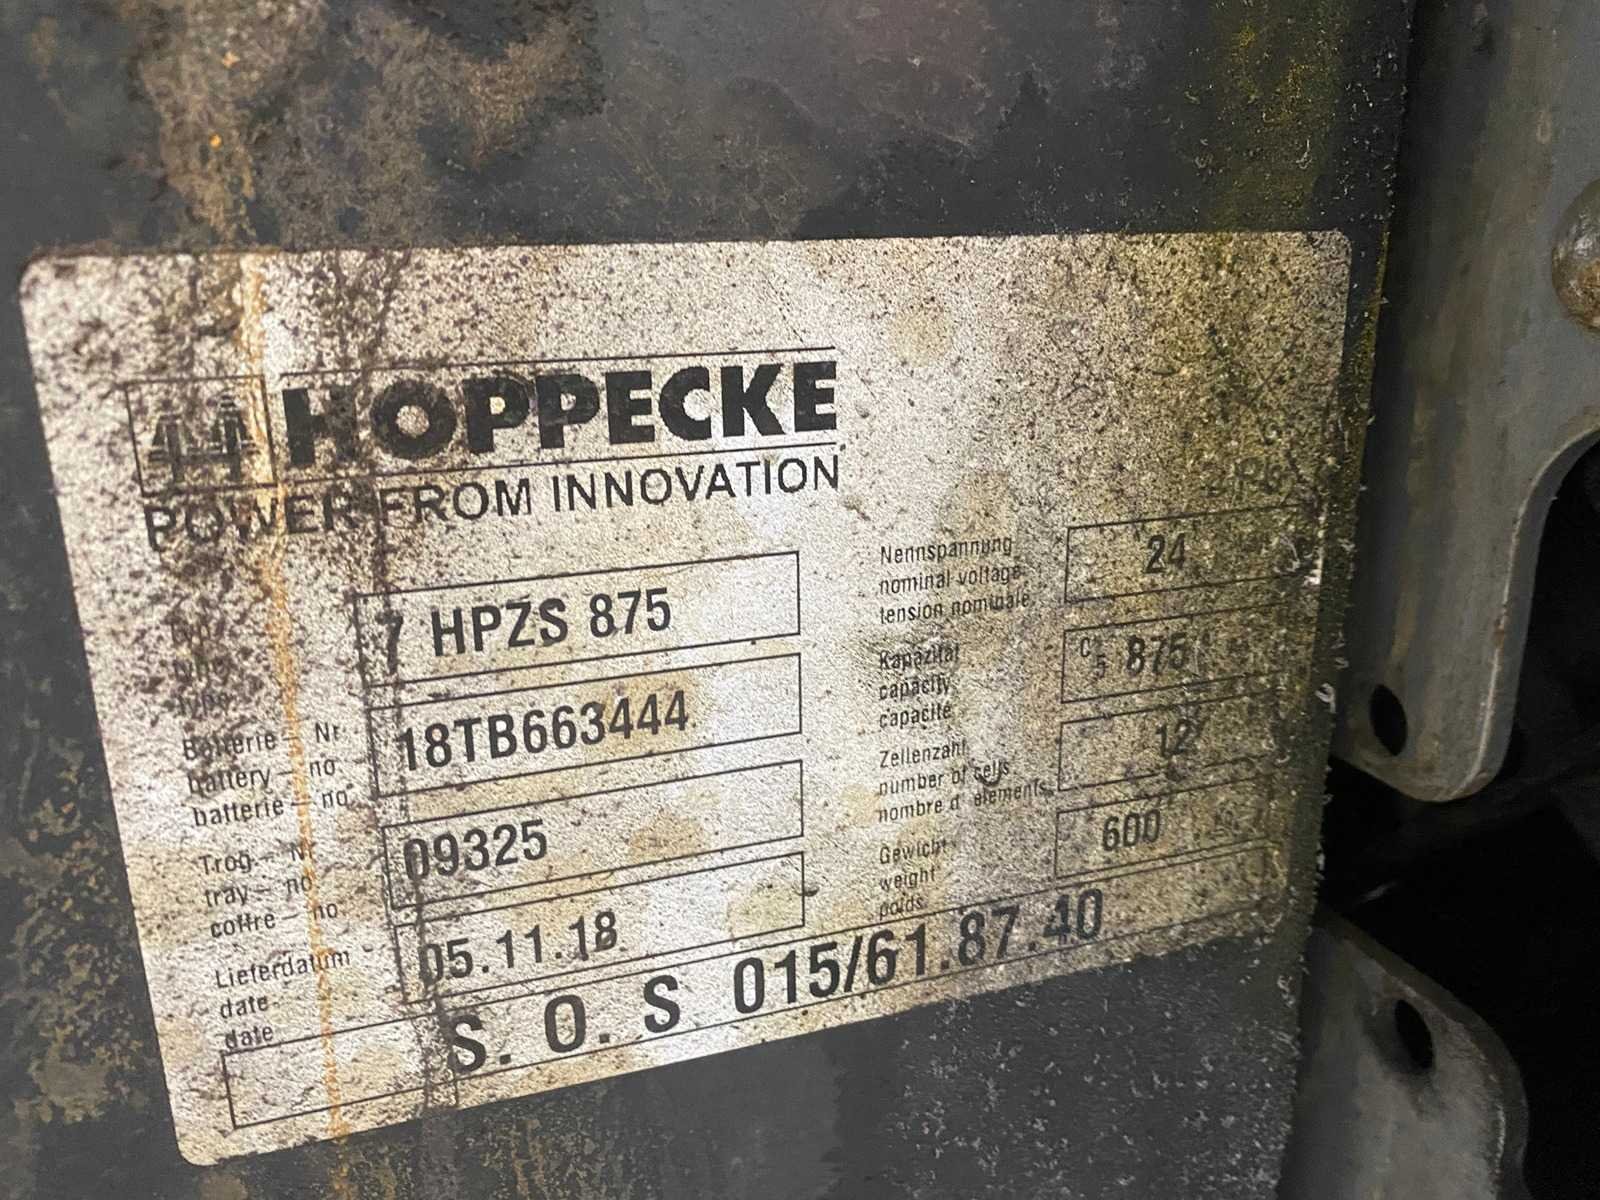 HOPPECKE
POWER FROM INNOVATION
7 HPZS 875
Batterie - Nr.
battery - no.
batterie - no.
18TB663444
Trog - Nr.
tray - no.
coffre - no.
09325
Lieferdatum
date
date
05.11.18
Nennspannung
nominal voltage
tension nominale
24
Kapazität
capacity
capacité
C5 875
Zellenzahl
number of cells
nombre d' elements
12
Gewicht
weight
poids
600 kg
S. O. S 015/61.87.40